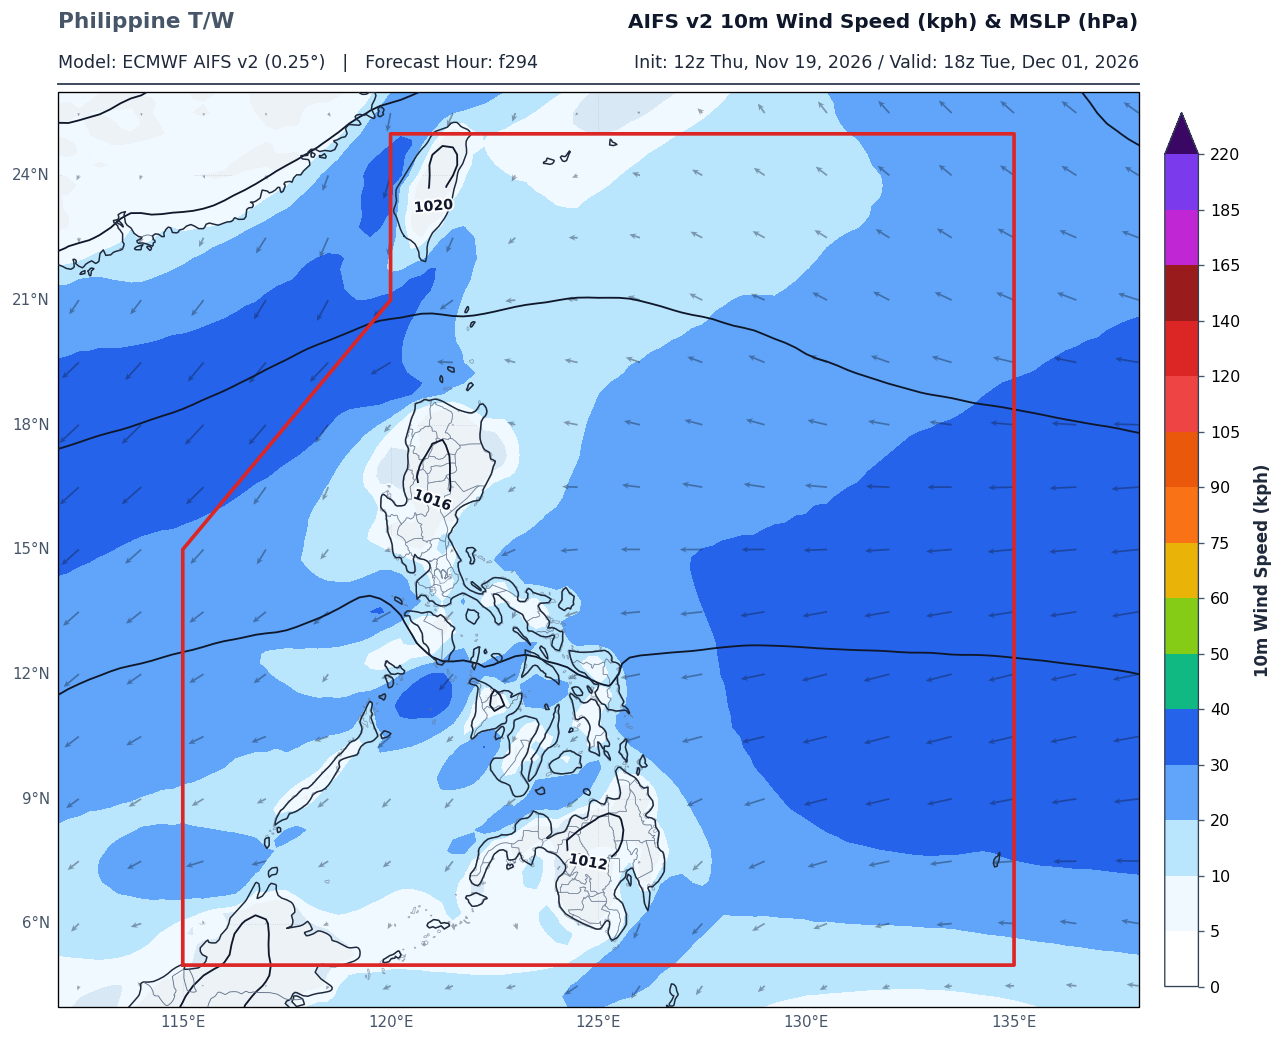 Philippine T/W
AIFS v2 10m Wind Speed (kph) & MSLP (hPa)
Model: ECMWF AIFS v2 (0.25°) | Forecast Hour: f294
Init: 12z Thu, Nov 19, 2026 / Valid: 18z Tue, Dec 01, 2026
24°N
21°N
18°N
15°N
12°N
9°N
6°N
1020
1016
1012
115°E
120°E
125°E
130°E
135°E
220
185
165
140
120
105
90
75
60
50
40
30
20
10
5
0
10m Wind Speed (kph)